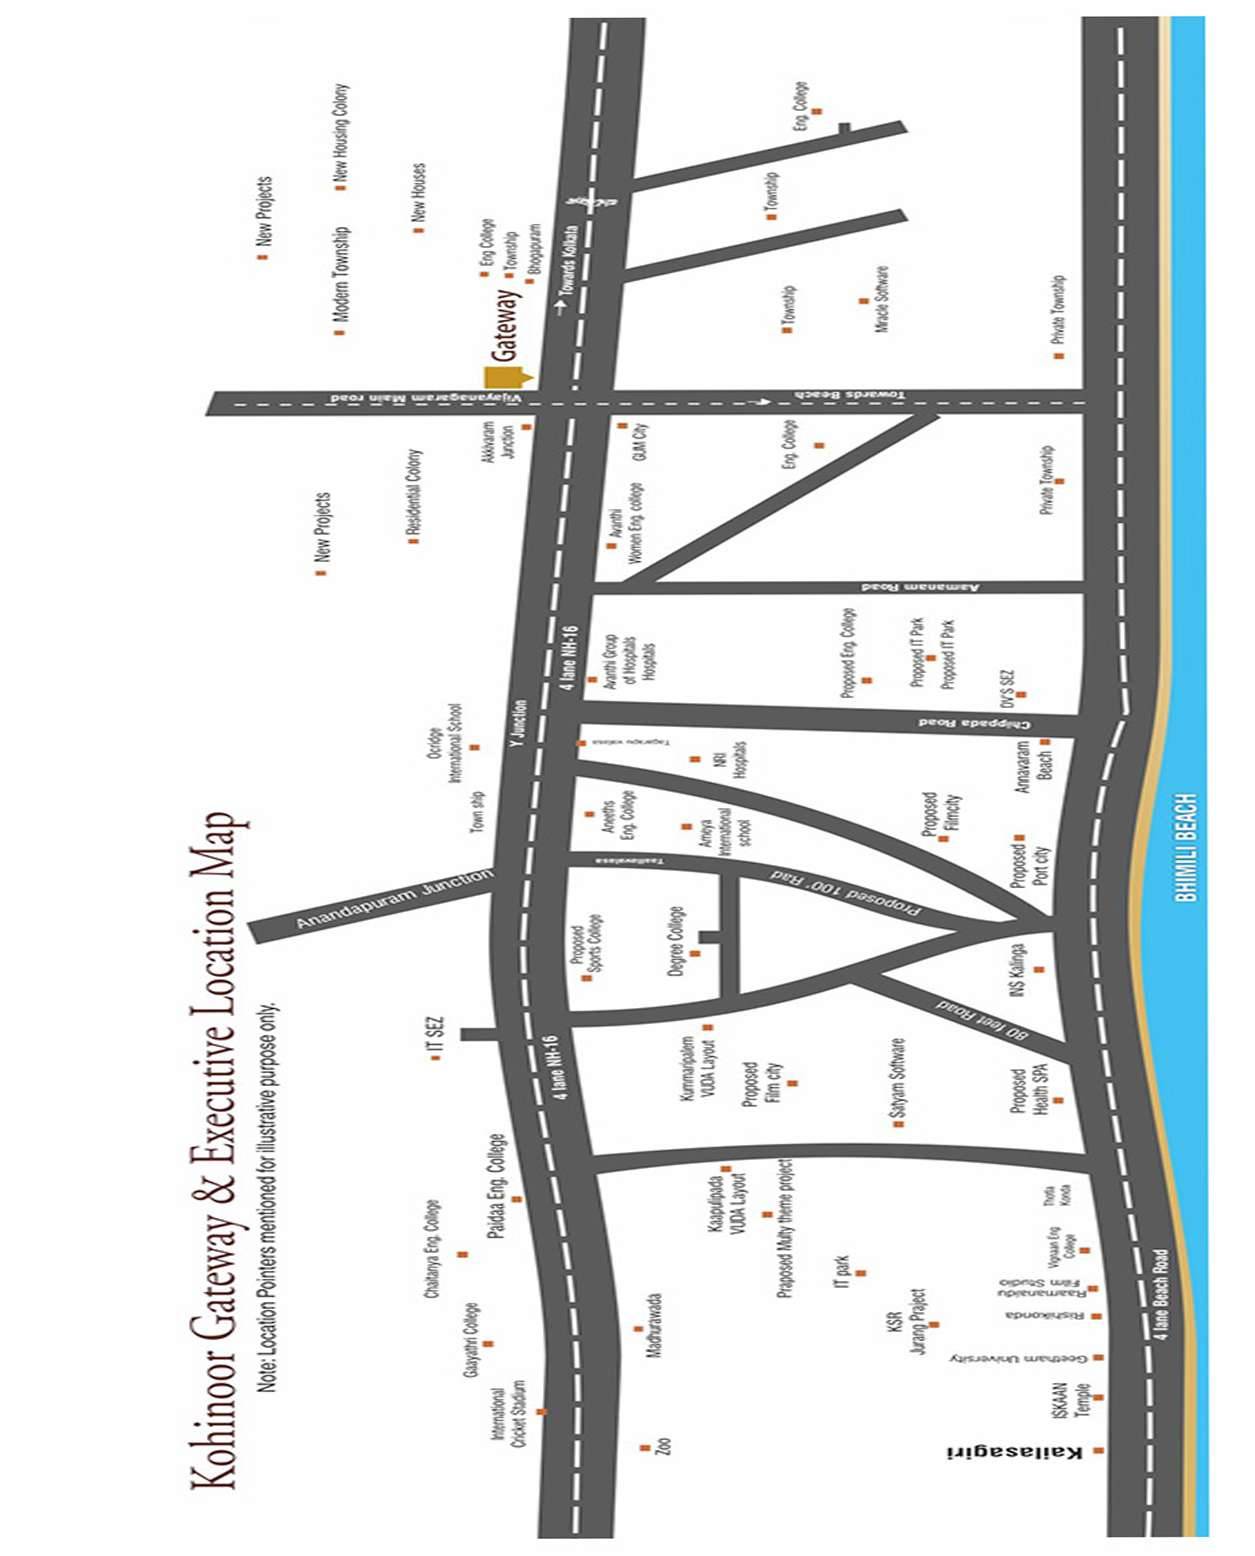 Kohinoor Gateway & Executive Location Map
Note: Location Pointers mentioned for illustrative purpose only.
New Projects
New Housing Colony
Modern Township
New Houses
New Projects
Residential Colony
Eng College
Township
Bhogapuram
Gateway
Towards Kolkata
Vijayanagaram Main road
Akkivaram
Junction
Towards Beach
Eng. College
Township
Township
Miracle Software
Private Township
GUM City
Eng. College
Private Township
Avanthi
Women Eng. college
Aamanam Road
4 lane NH-16
Y Junction
Avanthi Group
of Hospitals
Hospitals
Proposed Eng. College
Proposed IT Park
Proposed IT Park
DV'S SEZ
Chippada Road
Ocridge
International School
Town ship
Tagarapu valasa
NRI
Hospitals
Annavaram
Beach
Aneeths
Eng. College
Ameya
International
school
Proposed
Filmcity
Proposed
Port city
Anandapuram Junction
Proposed 100' Rad
Proposed
Sports College
Degree College
INS Kalinga
80 feet Road
IT SEZ
4 lane NH-16
Kummaripalem
VUDA Layout
Proposed
Film city
Satyam Software
Proposed
Health SPA
BHIMILI BEACH
Paidaa Eng. College
Chaitanya Eng. College
Gaayathri College
International
Cricket Stadium
Kaapulipada
VUDA Layout
Praposed Multy theme project
IT park
KSR
Jurang Praject
Madhurawada
Zoo
Thotla
Konda
Vignaan Eng
College
Raamanaidu
Film Studio
Rishikonda
Geetham University
ISKAAN
Temple
Kailasagiri
4 lane Beach Road